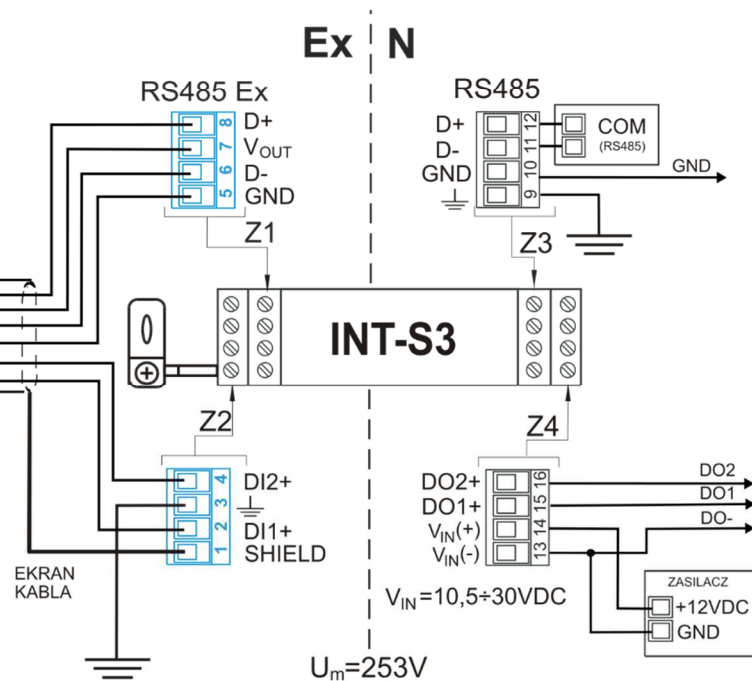 Ex N
RS485 Ex
8 D+
7 VOUT
6 D-
5 GND
Z1
RS485
D+ 12
D- 11
GND 10
9
COM
(RS485)
GND
Z3
INT-S3
Z2
4 DI2+
3
2 DI1+
1 SHIELD
EKRAN
KABLA
Z4
DO2+ 16
DO1+ 15
VIN(+) 14
VIN(-) 13
DO2
DO1
DO-
VIN=10,5÷30VDC
ZASILACZ
+12VDC
GND
Um=253V